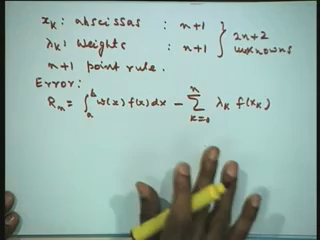 x_k: abscissas : n+1 } 2n+2
λ_k: Weights : n+1 } unknowns
n+1 point rule.
Error:
R_n = ∫_a^b w(x) f(x) dx - Σ_{k=0}^n λ_k f(x_k)